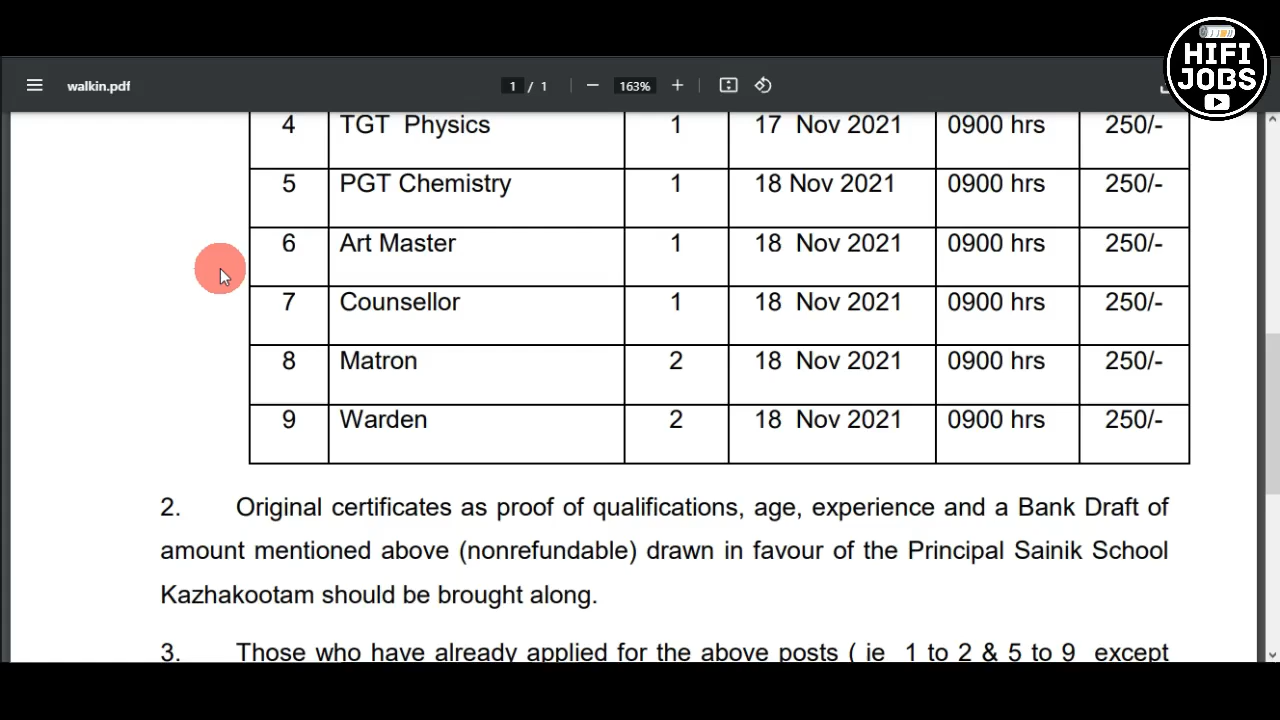 HIFI
JOBS
walkin.pdf 1 / 1 − 163% +
4 TGT Physics 1 17 Nov 2021 0900 hrs 250/-
5 PGT Chemistry 1 18 Nov 2021 0900 hrs 250/-
6 Art Master 1 18 Nov 2021 0900 hrs 250/-
7 Counsellor 1 18 Nov 2021 0900 hrs 250/-
8 Matron 2 18 Nov 2021 0900 hrs 250/-
9 Warden 2 18 Nov 2021 0900 hrs 250/-
2. Original certificates as proof of qualifications, age, experience and a Bank Draft of
amount mentioned above (nonrefundable) drawn in favour of the Principal Sainik School
Kazhakootam should be brought along.
3. Those who have already applied for the above posts ( ie 1 to 2 & 5 to 9 except